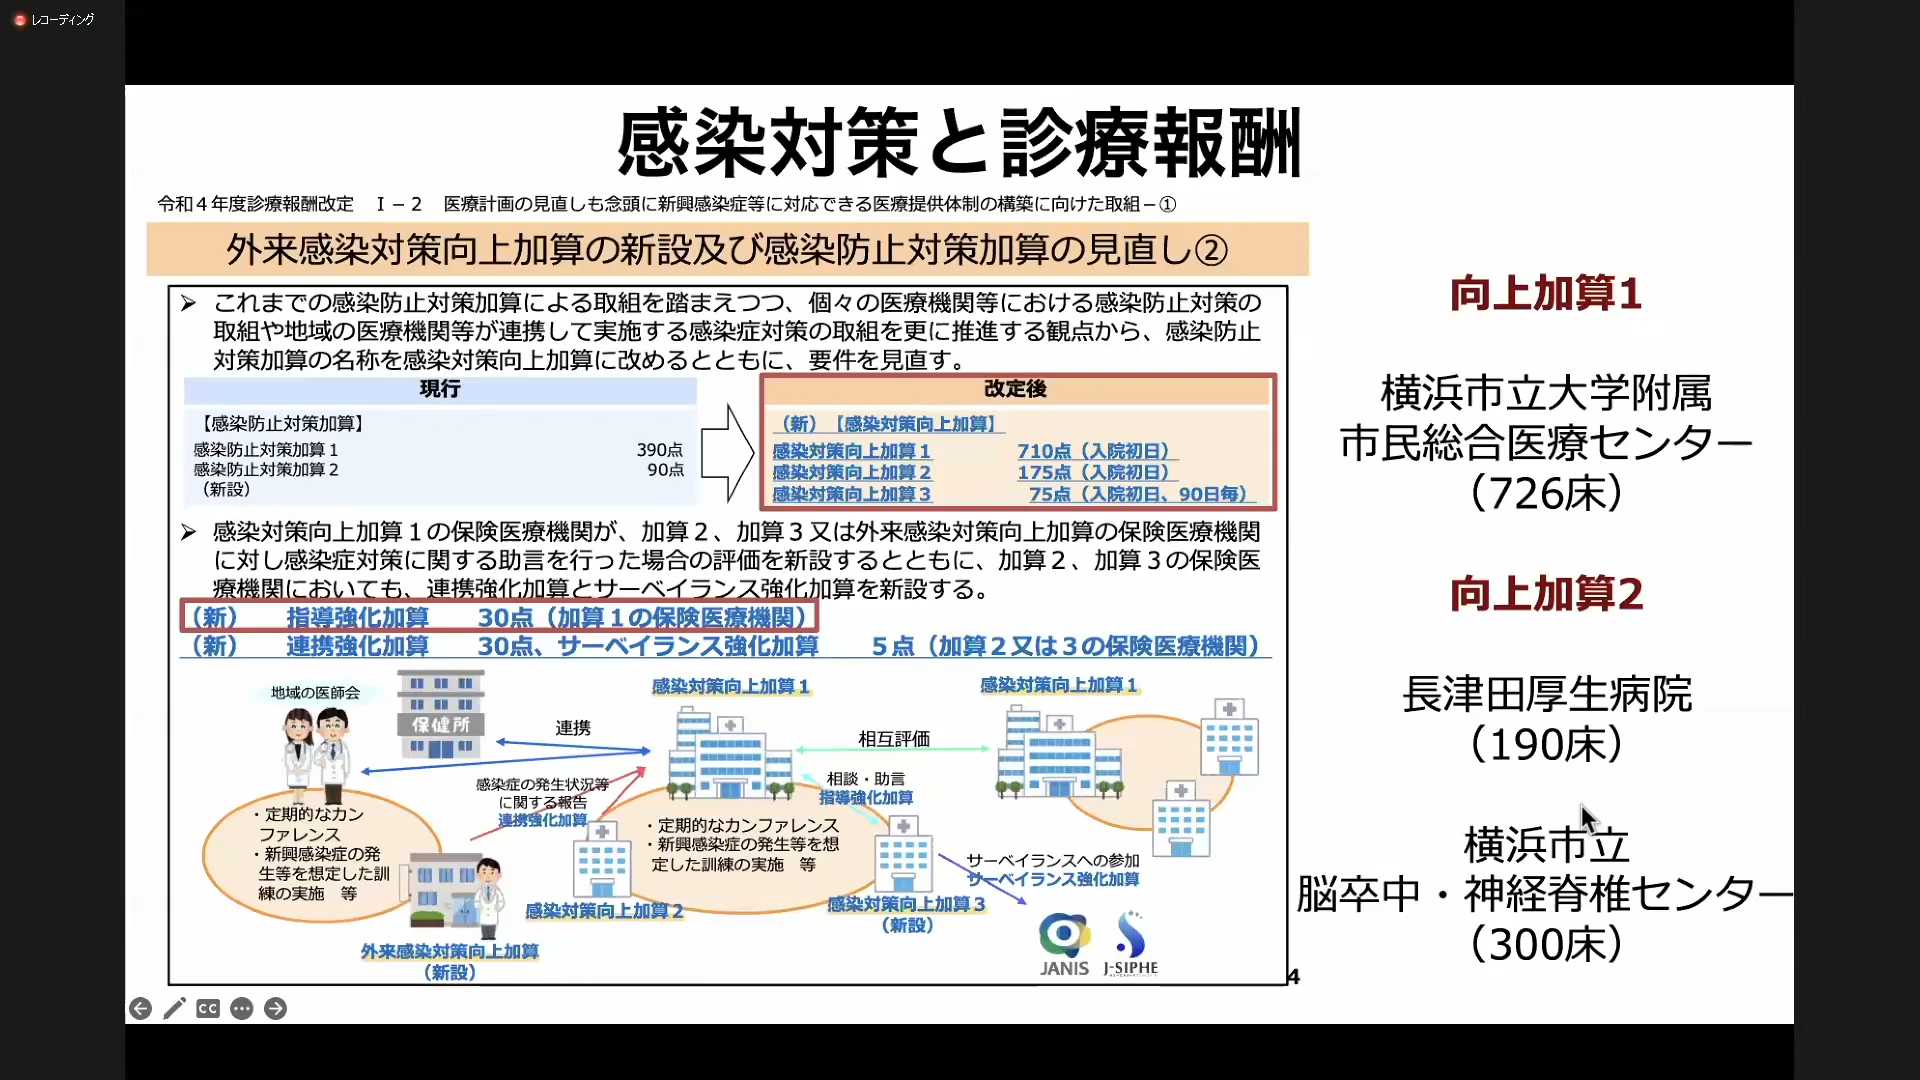 レコーディング
感染対策と診療報酬
令和4年度診療報酬改定　Ⅰ－2　医療計画の見直しも念頭に新興感染症等に対応できる医療提供体制の構築に向けた取組－①
外来感染対策向上加算の新設及び感染防止対策加算の見直し②
➢ これまでの感染防止対策加算による取組を踏まえつつ、個々の医療機関等における感染防止対策の
取組や地域の医療機関等が連携して実施する感染症対策の取組を更に推進する観点から、感染防止
対策加算の名称を感染対策向上加算に改めるとともに、要件を見直す。
現行
【感染防止対策加算】
感染防止対策加算1　390点
感染防止対策加算2　90点
（新設）
改定後
（新）【感染対策向上加算】
感染対策向上加算1　710点（入院初日）
感染対策向上加算2　175点（入院初日）
感染対策向上加算3　75点（入院初日、90日毎）
➢ 感染対策向上加算1の保険医療機関が、加算2、加算3又は外来感染対策向上加算の保険医療機関
に対し感染症対策に関する助言を行った場合の評価を新設するとともに、加算2、加算3の保険医
療機関においても、連携強化加算とサーベイランス強化加算を新設する。
（新）　指導強化加算　30点（加算1の保険医療機関）
（新）　連携強化加算　30点、サーベイランス強化加算　5点（加算2又は3の保険医療機関）
地域の医師会
保健所
連携
感染対策向上加算1
相互評価
感染対策向上加算1
感染症の発生状況等
に関する報告
連携強化加算
相談・助言
指導強化加算
・定期的なカン
ファレンス
・新興感染症の発
生等を想定した訓
練の実施　等
・定期的なカンファレンス
・新興感染症の発生等を想
定した訓練の実施　等
サーベイランスへの参加
サーベイランス強化加算
感染対策向上加算2
感染対策向上加算3
（新設）
外来感染対策向上加算
（新設）
JANIS
J-SIPHE
4
向上加算1
横浜市立大学附属
市民総合医療センター
（726床）
向上加算2
長津田厚生病院
（190床）
横浜市立
脳卒中・神経脊椎センター
（300床）
CC